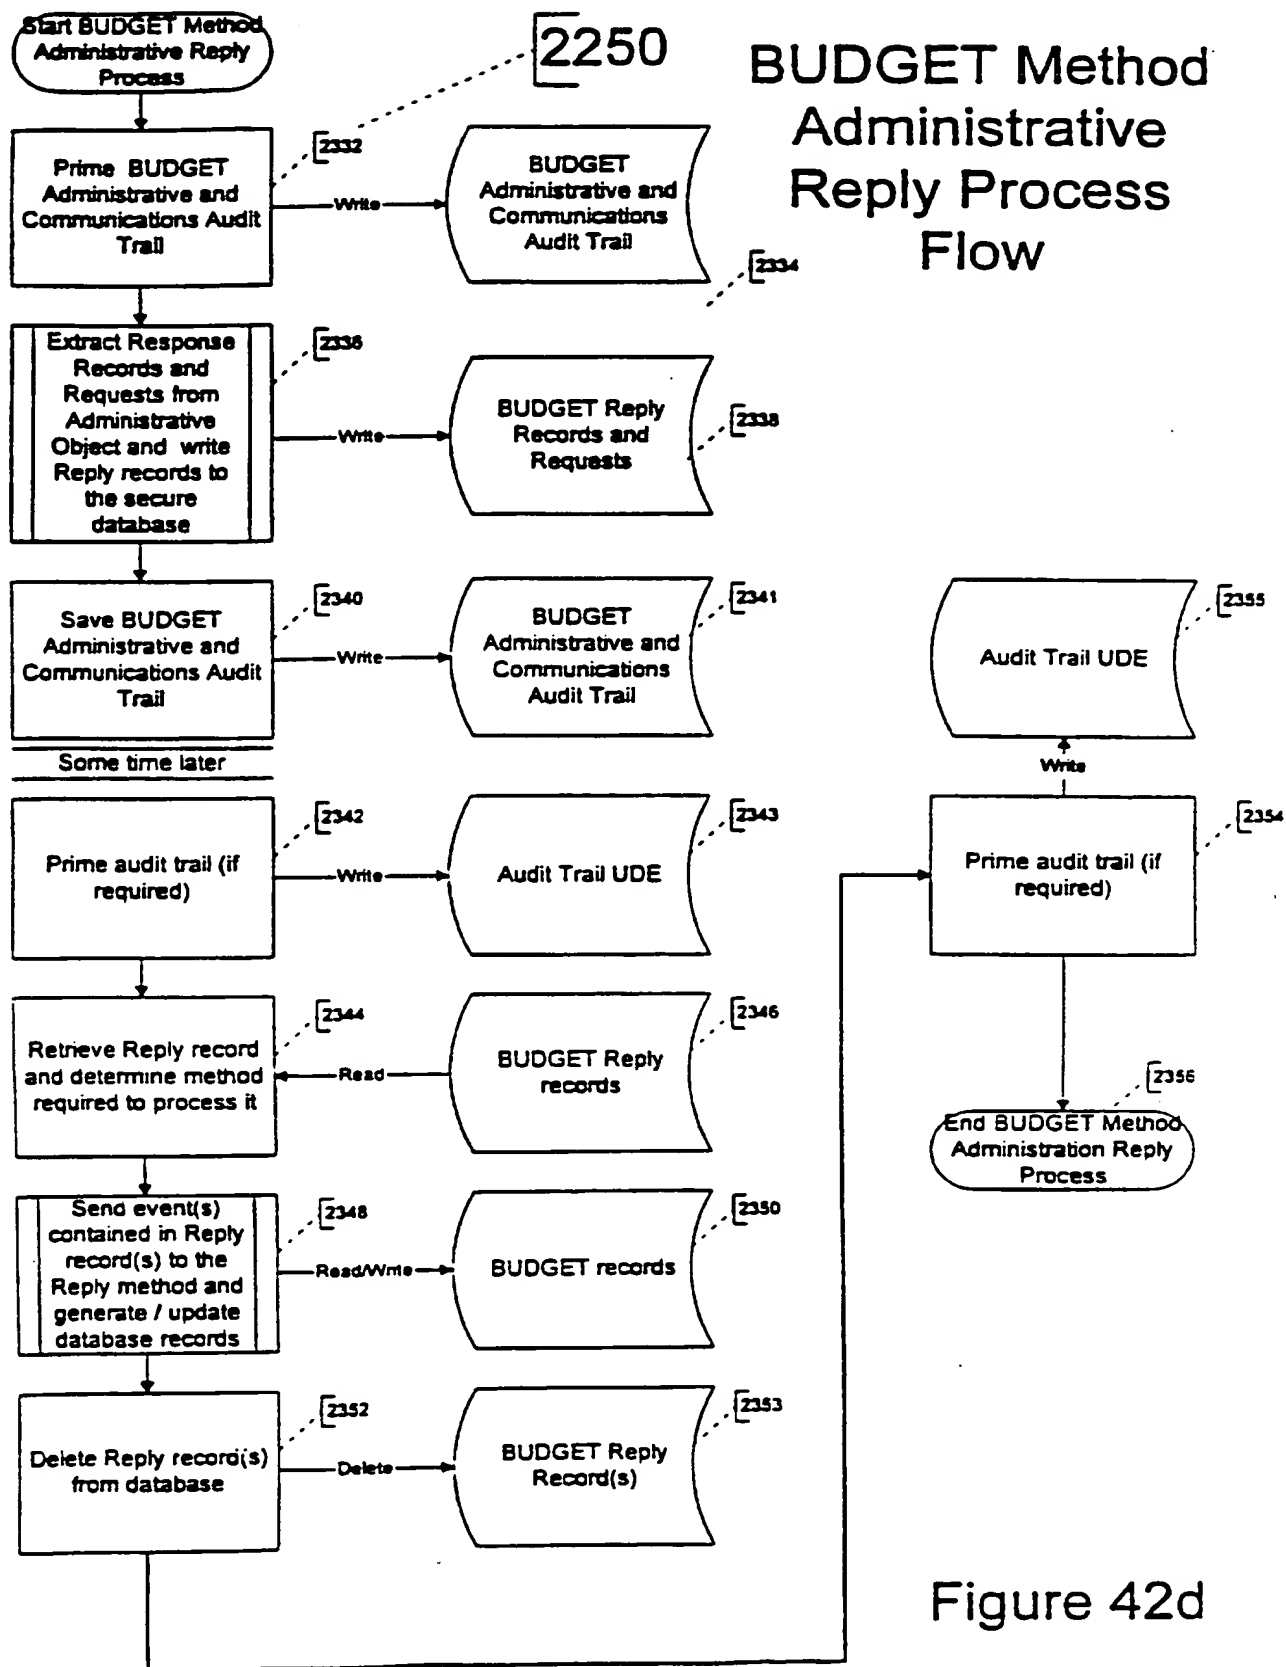 Start BUDGET Method
Administrative Reply
Process
2250
BUDGET Method
Administrative
Reply Process
Flow
2332
Prime BUDGET
Administrative and
Communications Audit
Trail
Write
BUDGET
Administrative and
Communications
Audit Trail
2334
Extract Response
Records and
Requests from
Administrative
Object and write
Reply records to
the secure
database
2336
Write
BUDGET Reply
Records and
Requests
2338
Save BUDGET
Administrative and
Communications Audit
Trail
2340
Write
BUDGET
Administrative and
Communications
Audit Trail
2341
Audit Trail UDE
2355
Write
Some time later
Prime audit trail (if
required)
2342
Write
Audit Trail UDE
2343
Prime audit trail (if
required)
2354
Retrieve Reply record
and determine method
required to process it
2344
Read
BUDGET Reply
records
2346
2356
End BUDGET Method
Administration Reply
Process
Send event(s)
contained in Reply
record(s) to the
Reply method and
generate / update
database records
2348
Read/Write
BUDGET records
2350
Delete Reply record(s)
from database
2352
Delete
BUDGET Reply
Record(s)
2353
Figure 42d